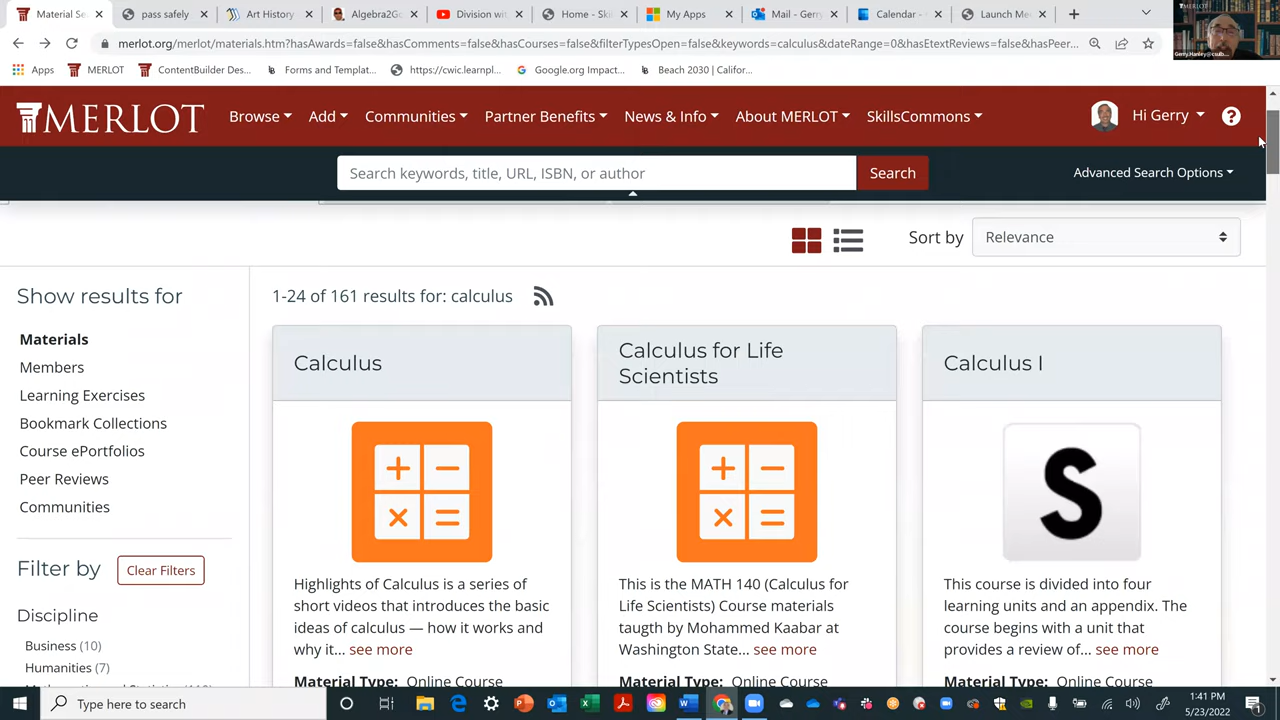 Material Se
pass safely
Art History
Algebra2Go
Division wi
Home - Ski
My Apps
Mail - Gerry
Calendar -
Launch Me
merlot.org/merlot/materials.htm?hasAwards=false&hasComments=false&hasCourses=false&filterTypesOpen=false&keywords=calculus&dateRange=0&hasEtextReviews=false&hasPeer...
Apps
MERLOT
ContentBuilder Des...
Forms and Templat...
https://cwic.learnpl...
Google.org Impact...
Beach 2030 | Califor...
MERLOT
Gerry.Hanley@csulb....
MERLOT
Browse
Add
Communities
Partner Benefits
News & Info
About MERLOT
SkillsCommons
Hi Gerry
?
Search keywords, title, URL, ISBN, or author
Search
Advanced Search Options
Sort by
Relevance
Show results for
Materials
Members
Learning Exercises
Bookmark Collections
Course ePortfolios
Peer Reviews
Communities
Filter by
Clear Filters
Discipline
Business (10)
Humanities (7)
1-24 of 161 results for: calculus
Calculus
Highlights of Calculus is a series of
short videos that introduces the basic
ideas of calculus — how it works and
why it... see more
Material Type: Online Course
Calculus for Life
Scientists
This is the MATH 140 (Calculus for
Life Scientists) Course materials
taugth by Mohammed Kaabar at
Washington State... see more
Material Type: Online Course
Calculus I
S
This course is divided into four
learning units and an appendix. The
course begins with a unit that
provides a review of... see more
Material Type: Online Course
Type here to search
1:41 PM
5/23/2022